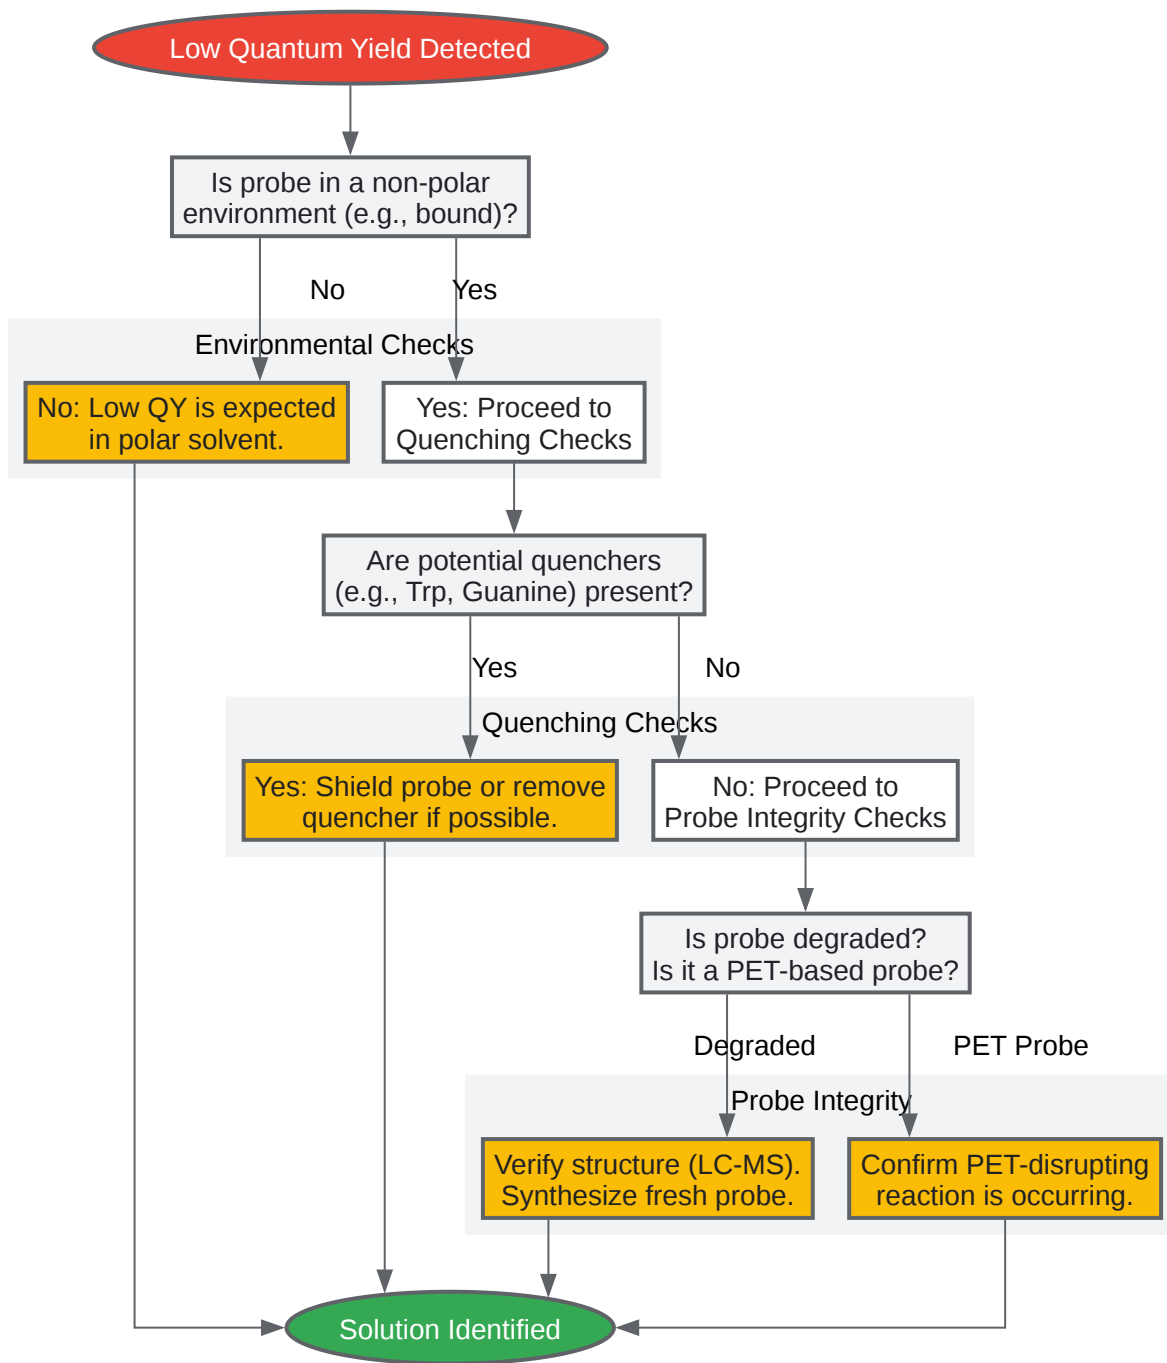 Low Quantum Yield Detected
Is probe in a non-polar
environment (e.g., bound)?
No
Yes
Environmental Checks
No: Low QY is expected
in polar solvent.
Yes: Proceed to
Quenching Checks
Are potential quenchers
(e.g., Trp, Guanine) present?
Yes
No
Quenching Checks
Yes: Shield probe or remove
quencher if possible.
No: Proceed to
Probe Integrity Checks
Is probe degraded?
Is it a PET-based probe?
Degraded
PET Probe
Probe Integrity
Verify structure (LC-MS).
Synthesize fresh probe.
Confirm PET-disrupting
reaction is occurring.
Solution Identified